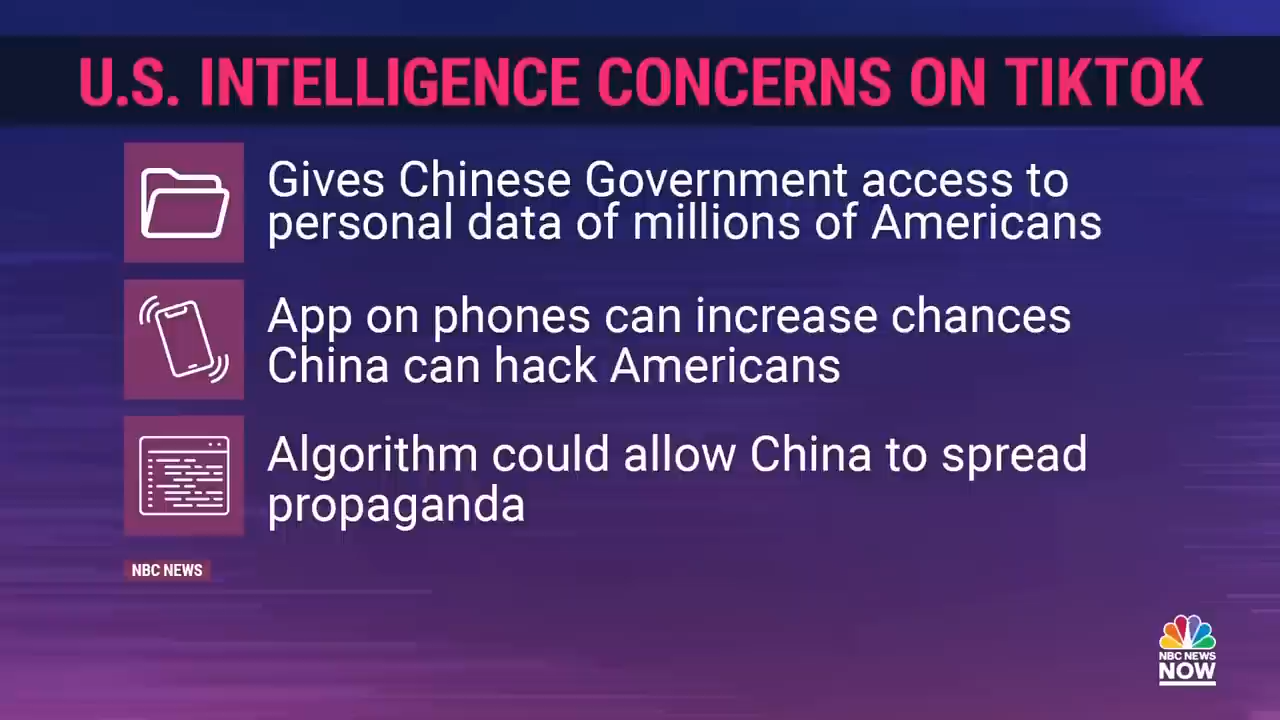 U.S. INTELLIGENCE CONCERNS ON TIKTOK
Gives Chinese Government access to
personal data of millions of Americans
App on phones can increase chances
China can hack Americans
Algorithm could allow China to spread
propaganda
NBC NEWS
NBC NEWS
NOW